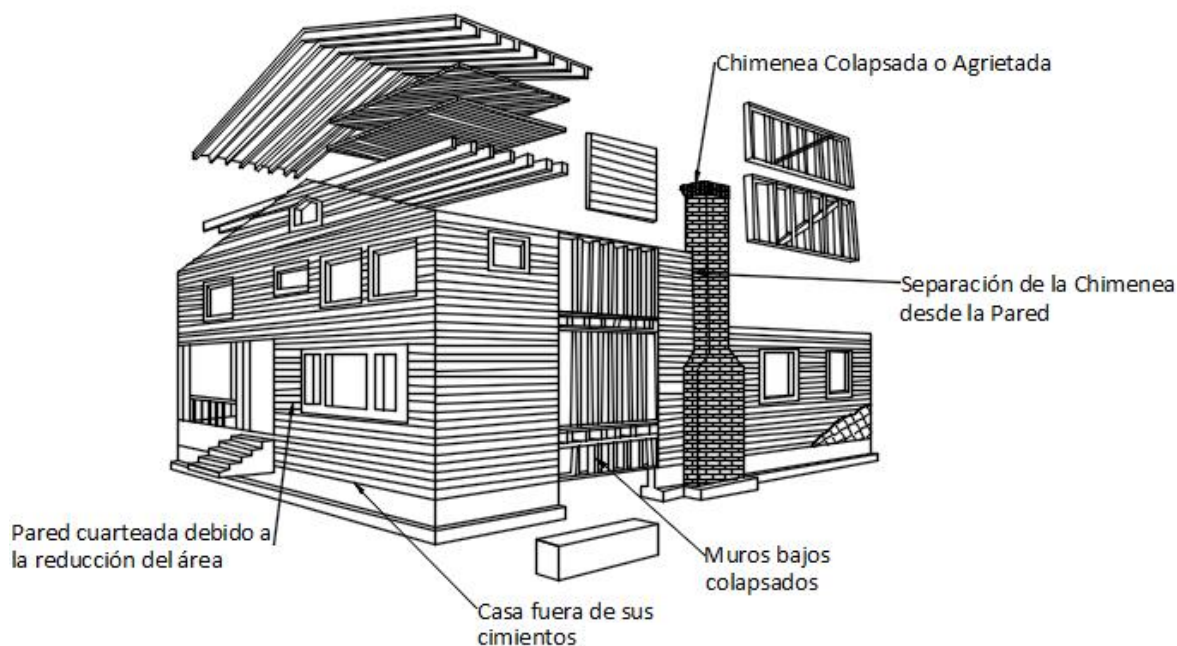 Chimenea Colapsada o Agrietada
Separación de la Chimenea
desde la Pared
Pared cuarteada debido a
la reducción del área
Muros bajos
colapsados
Casa fuera de sus
cimientos